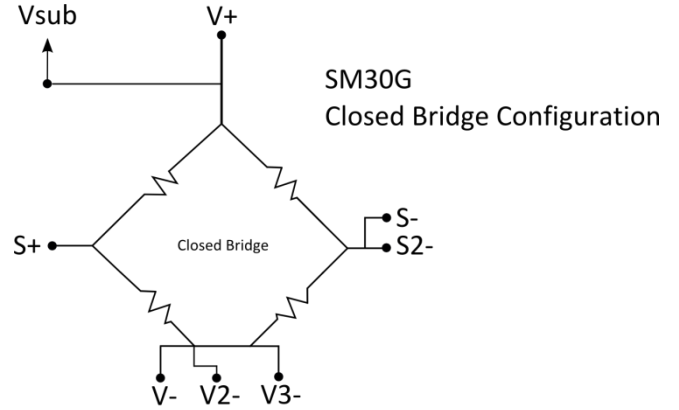 Vsub V+
SM30G
Closed Bridge Configuration
S-
S+ Closed Bridge S2-
V- V2- V3-